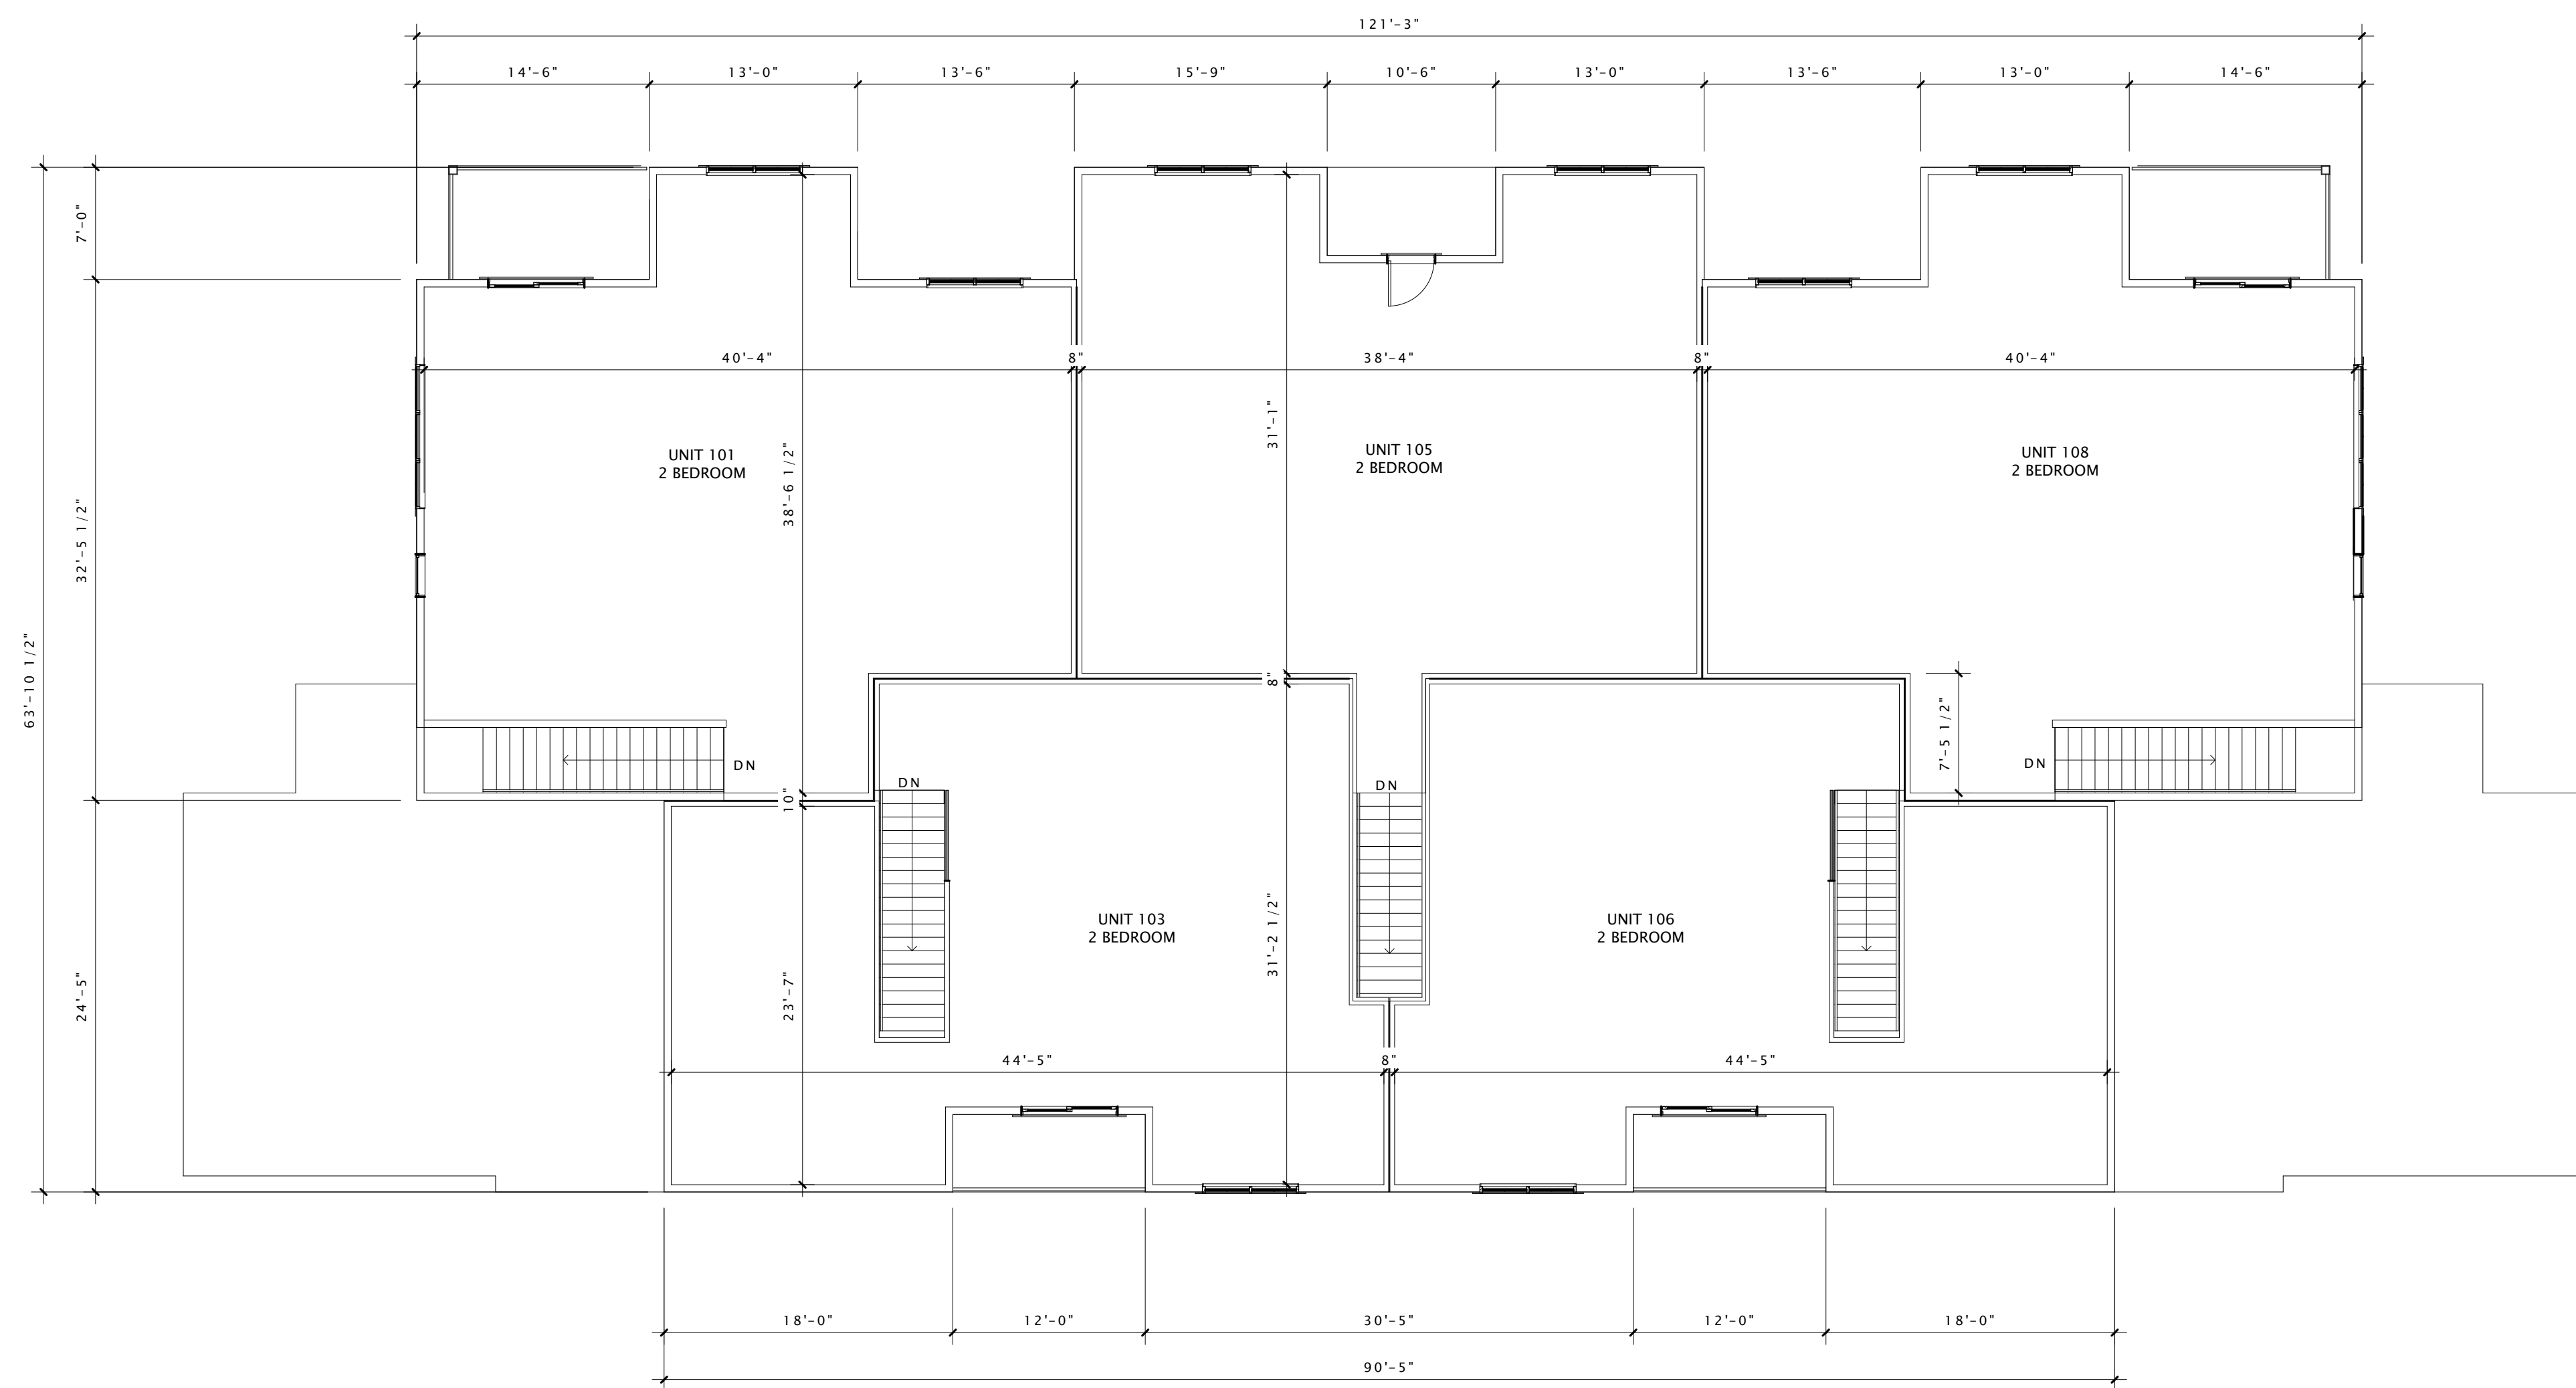 121'-3"
14'-6"
13'-0"
13'-6"
15'-9"
10'-6"
13'-0"
13'-6"
13'-0"
14'-6"
7'-0"
40'-4"
8"
38'-4"
8"
40'-4"
31'-1"
UNIT 101
2 BEDROOM
38'-6 1/2"
UNIT 105
2 BEDROOM
UNIT 108
2 BEDROOM
32'-5 1/2"
63'-10 1/2"
8"
7'-5 1/2"
DN
DN
DN
DN
10"
UNIT 103
2 BEDROOM
UNIT 106
2 BEDROOM
31'-2 1/2"
24'-5"
23'-7"
44'-5"
8"
44'-5"
18'-0"
12'-0"
30'-5"
12'-0"
18'-0"
90'-5"